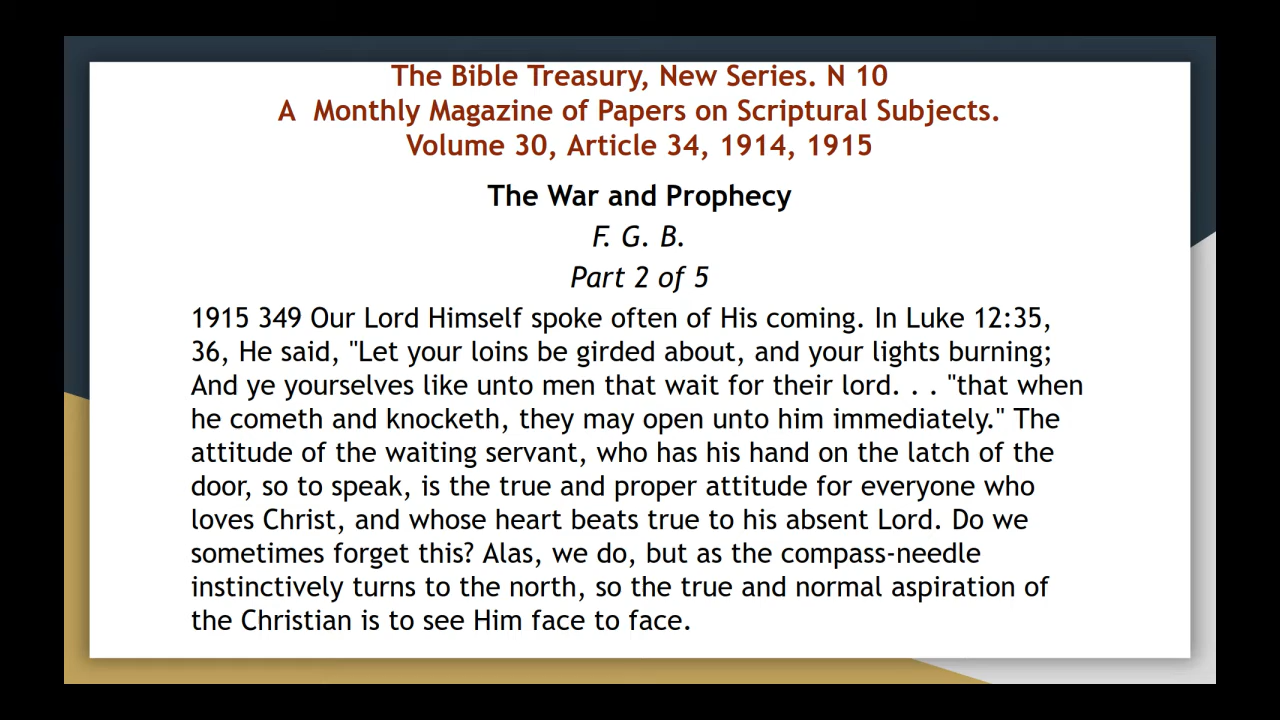 The Bible Treasury, New Series. N 10
A  Monthly Magazine of Papers on Scriptural Subjects.
Volume 30, Article 34, 1914, 1915
The War and Prophecy
F. G. B.
Part 2 of 5
1915 349 Our Lord Himself spoke often of His coming. In Luke 12:35,
36, He said, "Let your loins be girded about, and your lights burning;
And ye yourselves like unto men that wait for their lord. . . "that when
he cometh and knocketh, they may open unto him immediately." The
attitude of the waiting servant, who has his hand on the latch of the
door, so to speak, is the true and proper attitude for everyone who
loves Christ, and whose heart beats true to his absent Lord. Do we
sometimes forget this? Alas, we do, but as the compass-needle
instinctively turns to the north, so the true and normal aspiration of
the Christian is to see Him face to face.